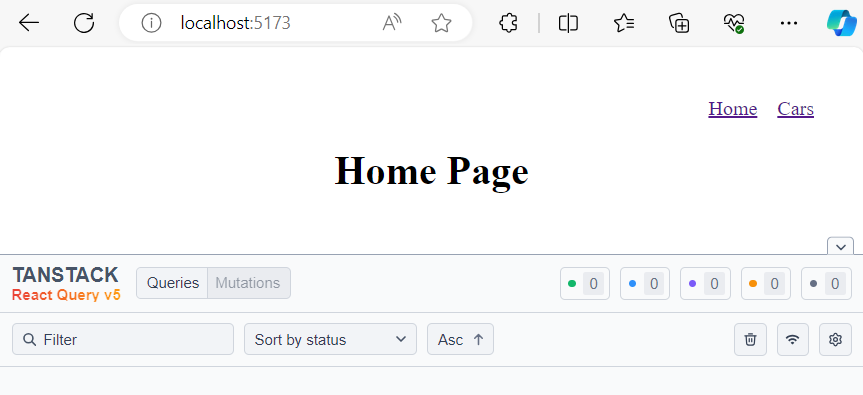 localhost:5173
Home Cars
Home Page
TANSTACK
React Query v5
Queries Mutations
0 0 0 0 0
Filter
Sort by status
Asc ↑